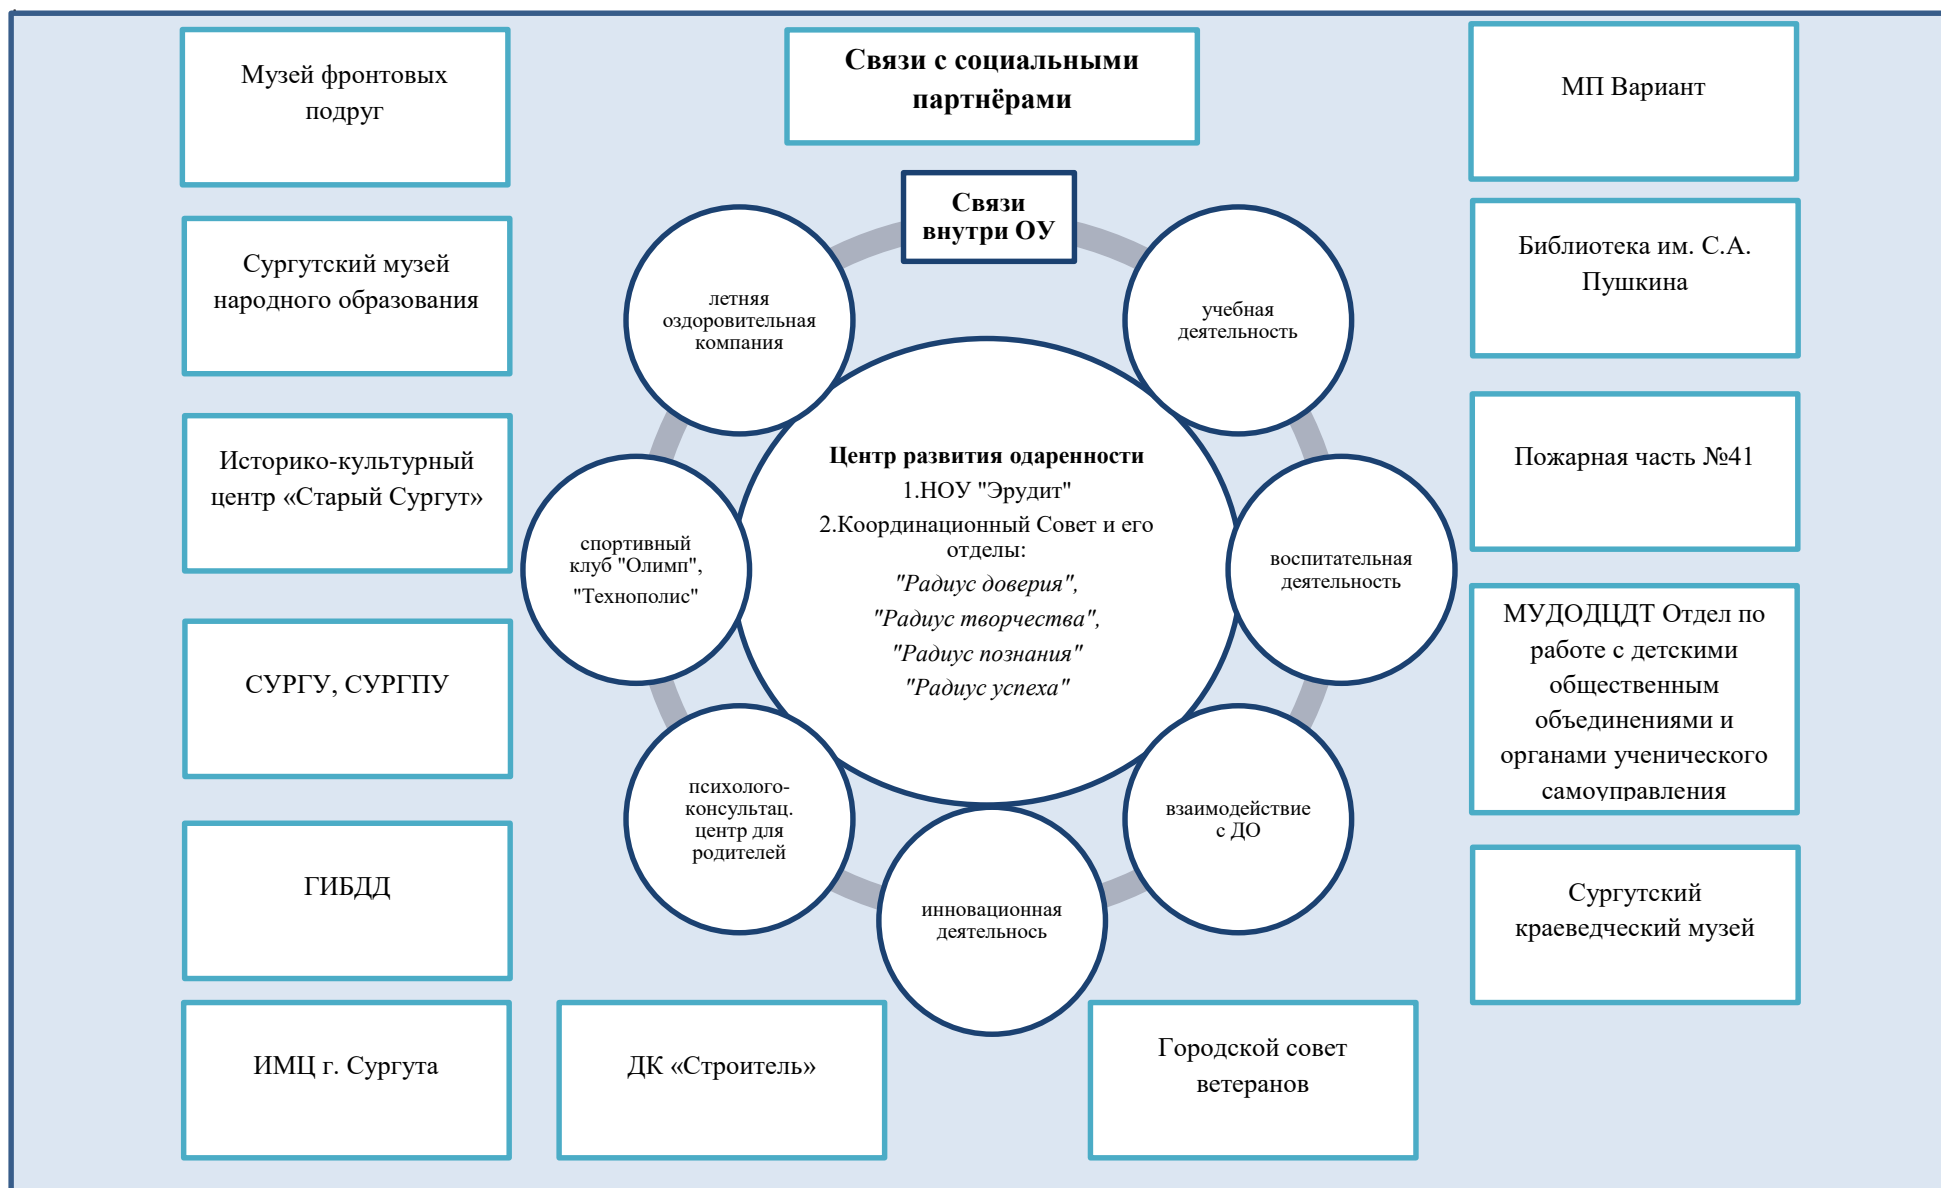 Музей фронтовых
подруг
Связи с социальными
партнёрами
МП Вариант
Связи
внутри ОУ
Сургутский музей
народного образования
Библиотека им. С.А.
Пушкина
летняя
оздоровительная
компания
учебная
деятельность
Историко-культурный
центр «Старый Сургут»
Центр развития одаренности
1.НОУ "Эрудит"
2.Координационный Совет и его
отделы:
"Радиус доверия",
"Радиус творчества",
"Радиус познания"
"Радиус успеха"
Пожарная часть №41
спортивный
клуб "Олимп",
"Технополис"
воспитательная
деятельность
МУДОДЦДТ Отдел по
работе с детскими
общественным
объединениями и
органами ученического
самоуправления
СУРГУ, СУРГПУ
психолого-
консультац.
центр для
родителей
взаимодействие
с ДО
ГИБДД
инновационная
деятельнось
Сургутский
краеведческий музей
ИМЦ г. Сургута
ДК «Строитель»
Городской совет
ветеранов